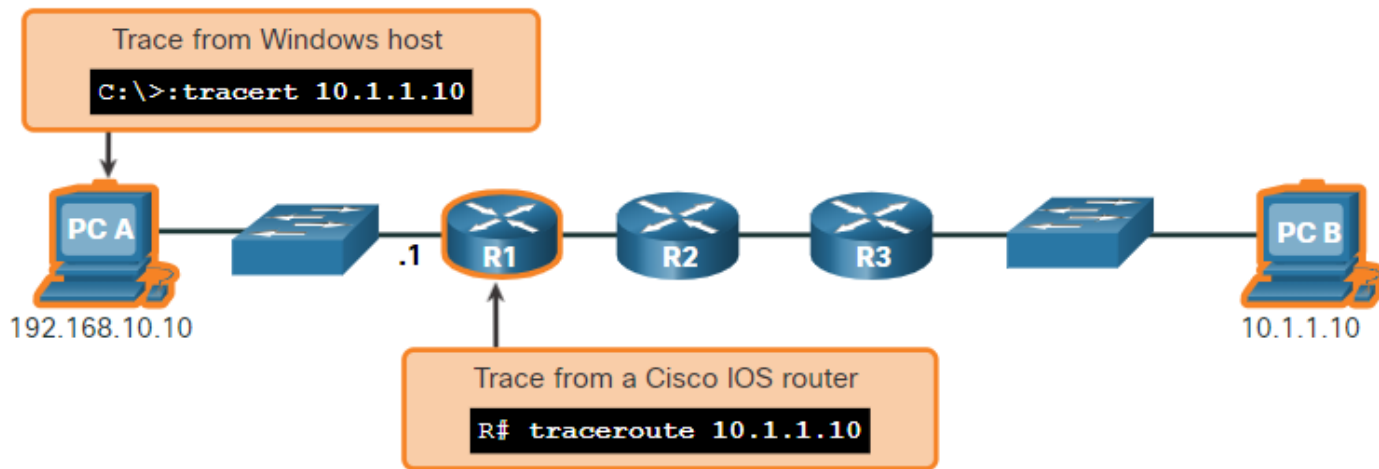 Trace from Windows host
C:\>:tracert 10.1.1.10
PC A
.1
R1
R2
R3
PC B
192.168.10.10
10.1.1.10
Trace from a Cisco IOS router
R# traceroute 10.1.1.10